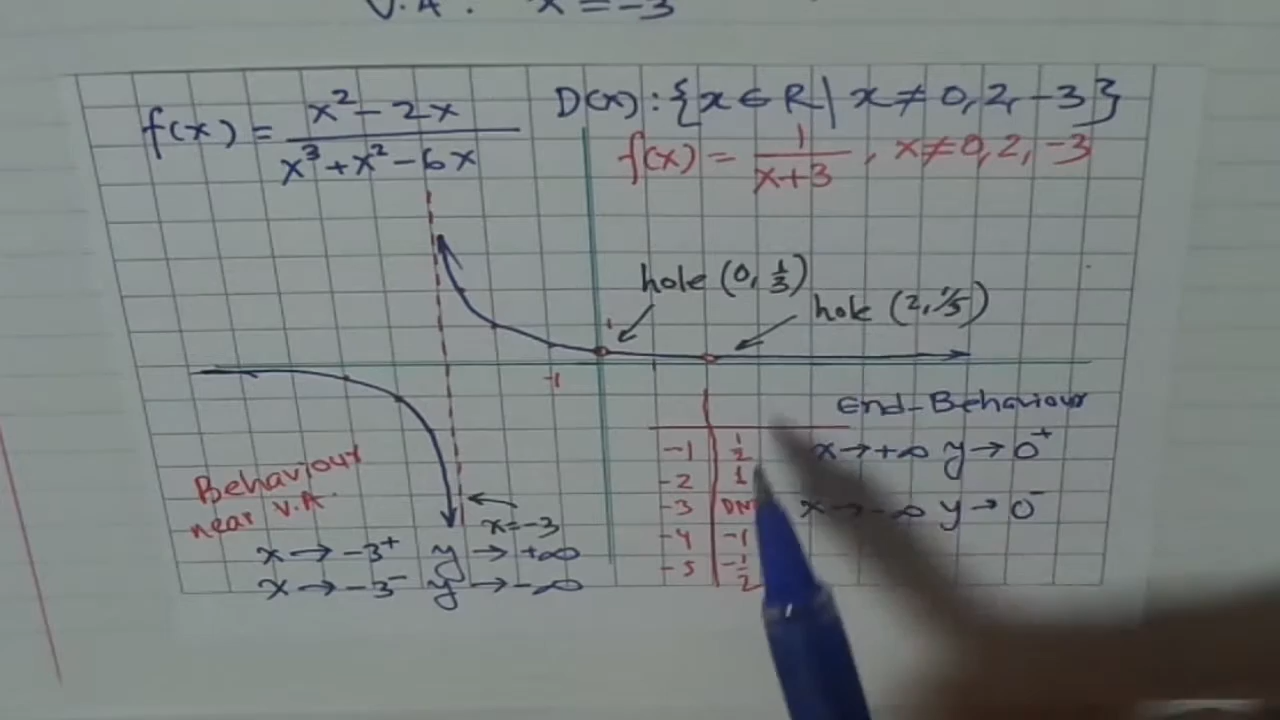 V.A. x = -3
f(x) = x² - 2x / x³ + x² - 6x
D(x) : {x ∈ R | x ≠ 0, 2, -3}
f(x) = 1 / x+3 , x ≠ 0, 2, -3
hole (0, 1/3)
hole (2, 1/5)
-1
End-Behaviour
x → +∞ y → 0⁺
x → -∞ y → 0⁻
-1 | 1/2
-2 | 1
-3 | DN
-4 | -1
-5 | -1/2
Behaviour
near V.A.
x = -3
x → -3⁺ y → +∞
x → -3⁻ y → -∞